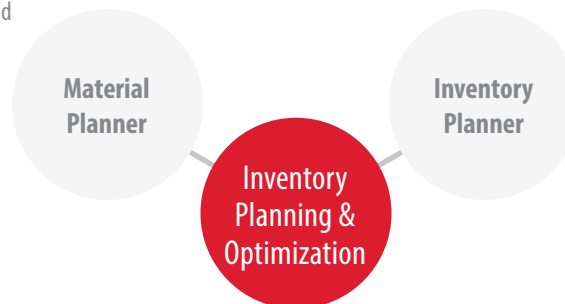 d
Material
Planner
Inventory
Planner
Inventory
Planning &
Optimization